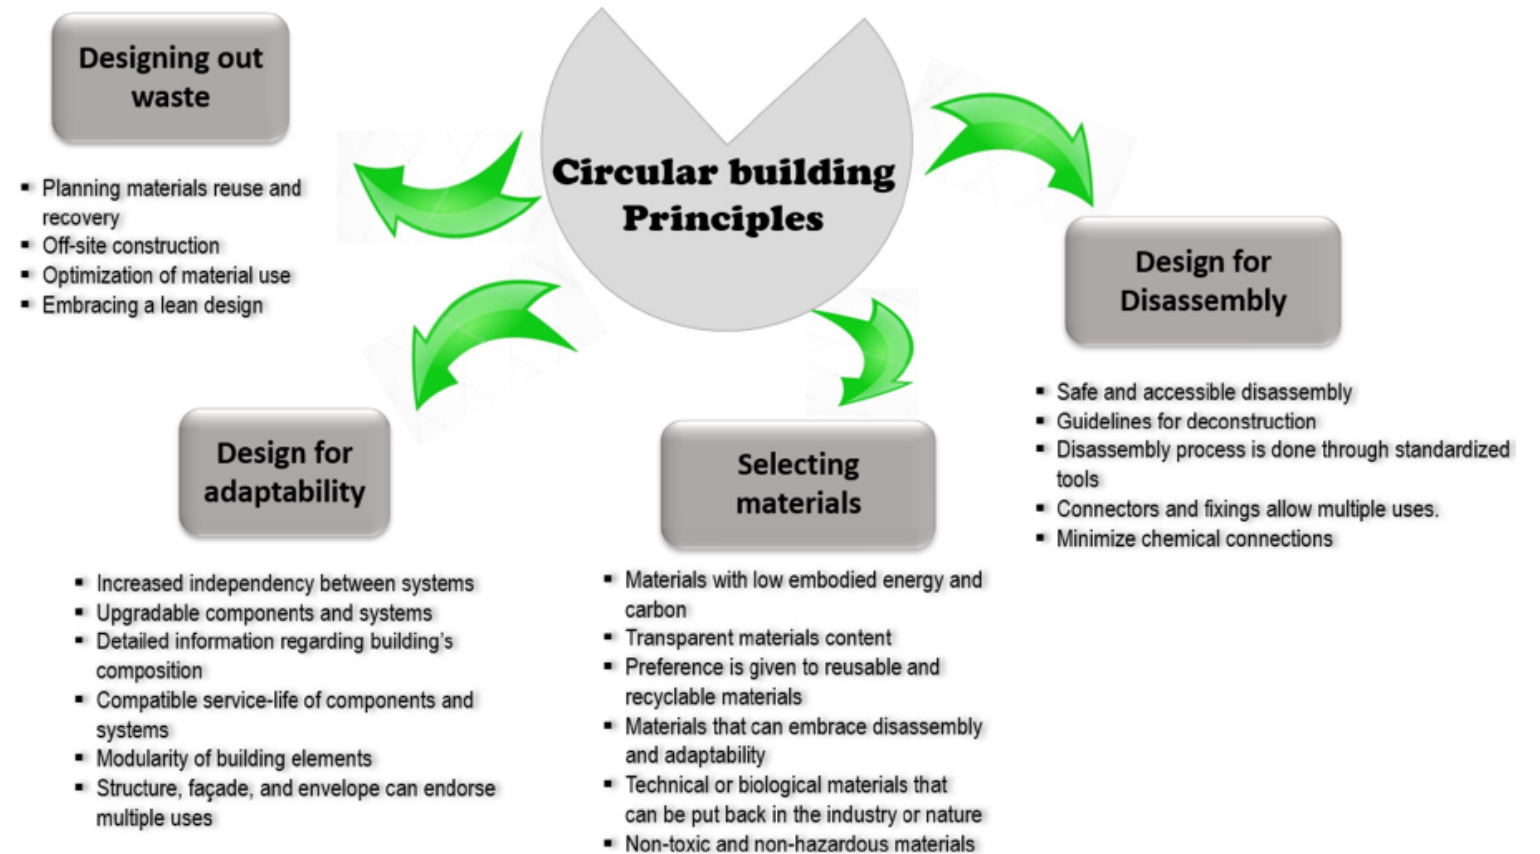 Designing out
waste
▪ Planning materials reuse and
recovery
▪ Off-site construction
▪ Optimization of material use
▪ Embracing a lean design
Circular building
Principles
Design for
Disassembly
▪ Safe and accessible disassembly
▪ Guidelines for deconstruction
▪ Disassembly process is done through standardized
tools
▪ Connectors and fixings allow multiple uses.
▪ Minimize chemical connections
Design for
adaptability
▪ Increased independency between systems
▪ Upgradable components and systems
▪ Detailed information regarding building’s
composition
▪ Compatible service-life of components and
systems
▪ Modularity of building elements
▪ Structure, façade, and envelope can endorse
multiple uses
Selecting
materials
▪ Materials with low embodied energy and
carbon
▪ Transparent materials content
▪ Preference is given to reusable and
recyclable materials
▪ Materials that can embrace disassembly
and adaptability
▪ Technical or biological materials that
can be put back in the industry or nature
▪ Non-toxic and non-hazardous materials